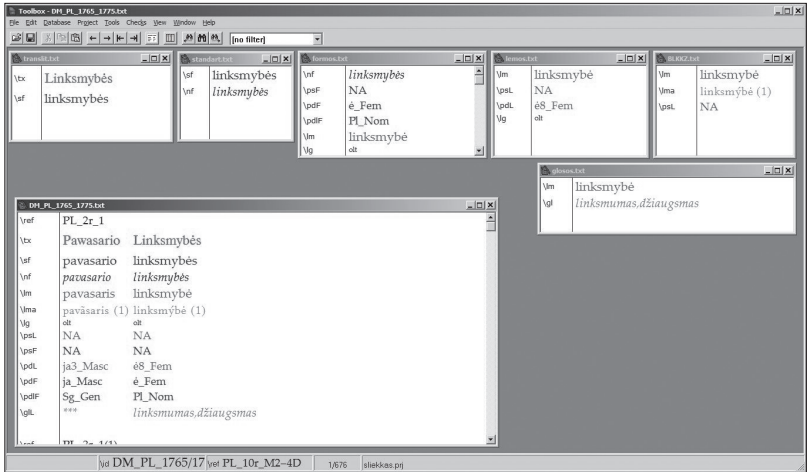 Toolbox - DM_PL_1765_1775.txt
File Edit Database Project Tools Checks View Window Help
[no filter]
translit.txt
\tx Linksmybės
\sf linksmybės
standart.txt
\sf linksmybės
\nf linksmybės
formos.txt
\nf linksmybės
\psF NA
\pdF ė_Fem
\pdIF Pl_Nom
\lm linksmybė
\lg olt
lemos.txt
\lm linksmybė
\psL NA
\pdL ė8_Fem
\lg olt
\lm linksmybė
\lma linksmýbė (1)
\psL NA
glosos.txt
\lm linksmybė
\gl linksmumas,džiaugsmas
DM_PL_1765_1775.txt
\ref PL_2r_1
\tx Pawasario Linksmybės
\sf pavasario linksmybės
\nf pavasario linksmybės
\lm pavasaris linksmybė
\lma pavãsaris (1) linksmýbė (1)
\lg olt olt
\psL NA NA
\psF NA NA
\pdL ja3_Masc ė8_Fem
\pdF ja_Masc ė_Fem
\pdIF Sg_Gen Pl_Nom
\glL *** linksmumas,džiaugsmas
\ref PL_2r_1(1)
\id DM_PL_1765/17 \ref PL_10r_M2-4D 1/676 sliekkas.prj